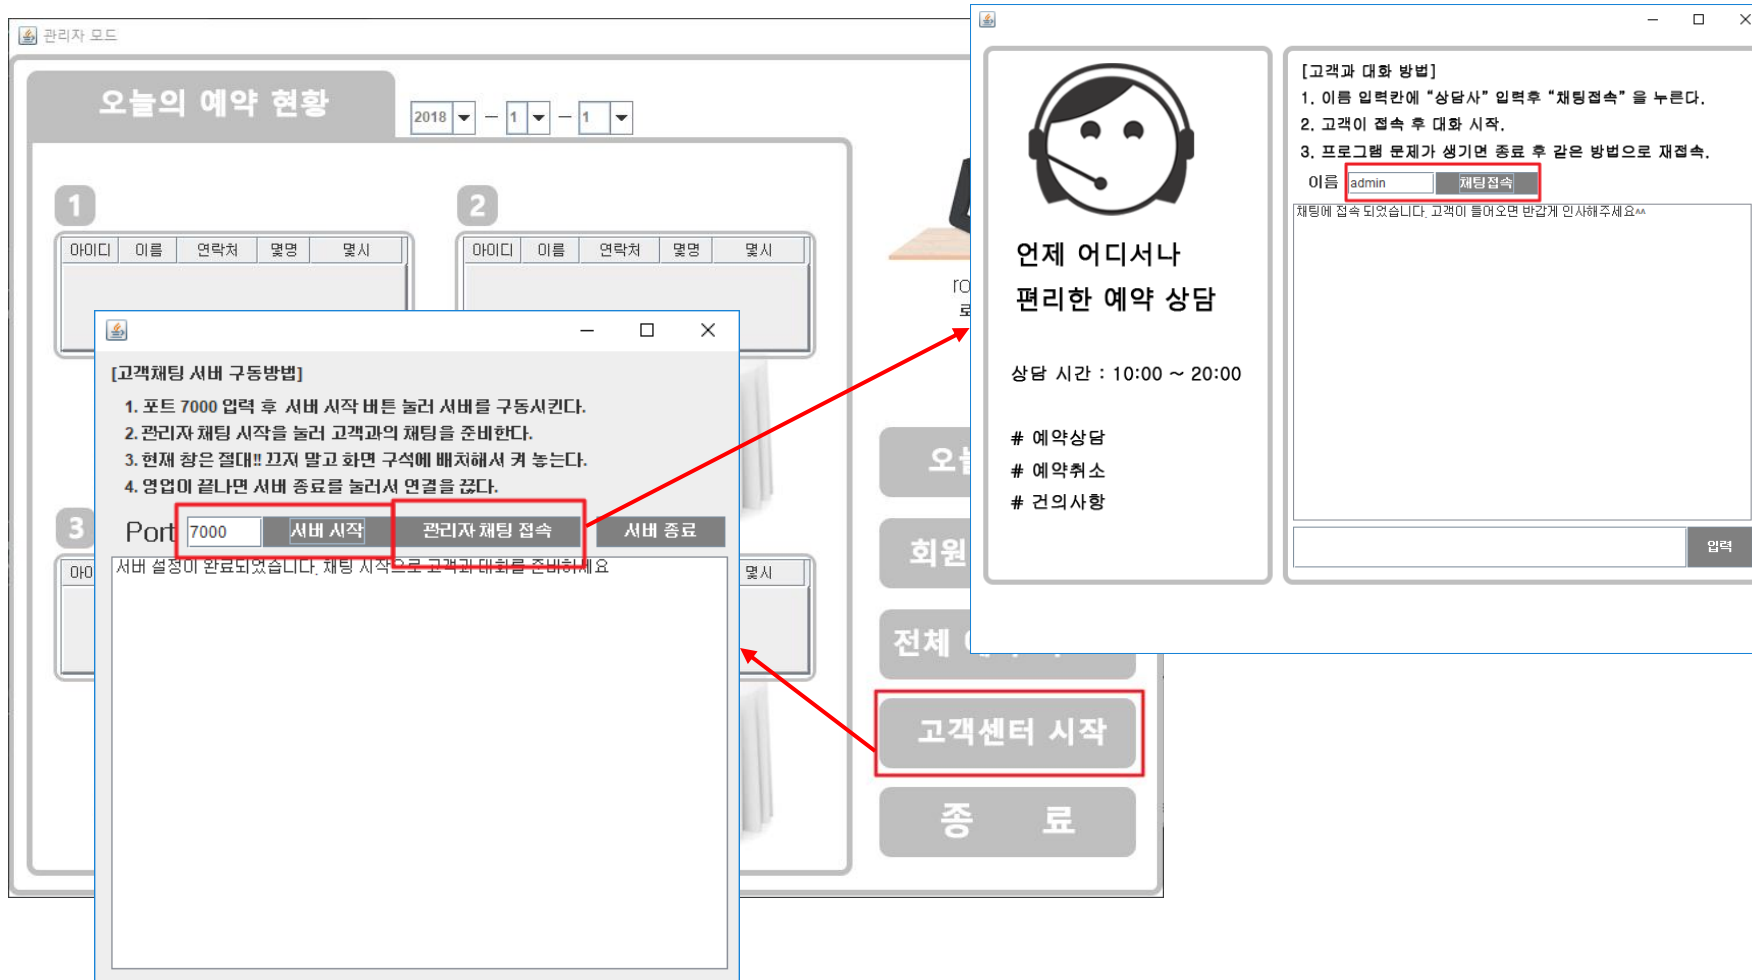 관리자 모드
오늘의 예약 현황
2018 – 1 – 1
1
아이디 이름 연락처 몇명 몇시
2
아이디 이름 연락처 몇명 몇시
3
몇시
회원
전체
고객센터 시작
종 료
[고객채팅 서버 구동방법]
1. 포트 7000 입력 후 서버 시작 버튼 눌러 서버를 구동시킨다.
2. 관리자 채팅 시작을 눌러 고객과의 채팅을 준비한다.
3. 현재 창은 절대!! 끄지 말고 화면 구석에 배치해서 켜 놓는다.
4. 영업이 끝나면 서버 종료를 눌러서 연결을 끊다.
Port 7000 서버 시작 관리자 채팅 접속 서버 종료
서버 설정이 완료되었습니다. 채팅 시작으로 고객과 대화를 준비하세요
언제 어디서나
편리한 예약 상담
상담 시간 : 10:00 ~ 20:00
# 예약상담
# 예약취소
# 건의사항
[고객과 대화 방법]
1. 이름 입력칸에 “상담사” 입력후 “채팅접속” 을 누른다.
2. 고객이 접속 후 대화 시작.
3. 프로그램 문제가 생기면 종료 후 같은 방법으로 재접속.
이름 admin 채팅접속
채팅에 접속 되었습니다. 고객이 들어오면 반갑게 인사해주세요^^
입력